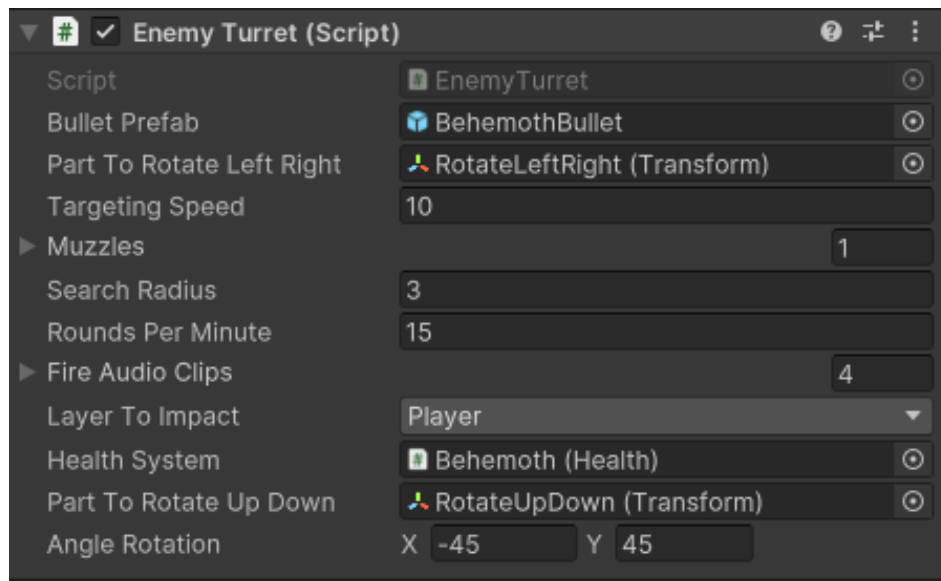 Enemy Turret (Script)
Script EnemyTurret
Bullet Prefab BehemothBullet
Part To Rotate Left Right RotateLeftRight (Transform)
Targeting Speed 10
Muzzles 1
Search Radius 3
Rounds Per Minute 15
Fire Audio Clips 4
Layer To Impact Player
Health System Behemoth (Health)
Part To Rotate Up Down RotateUpDown (Transform)
Angle Rotation X -45 Y 45